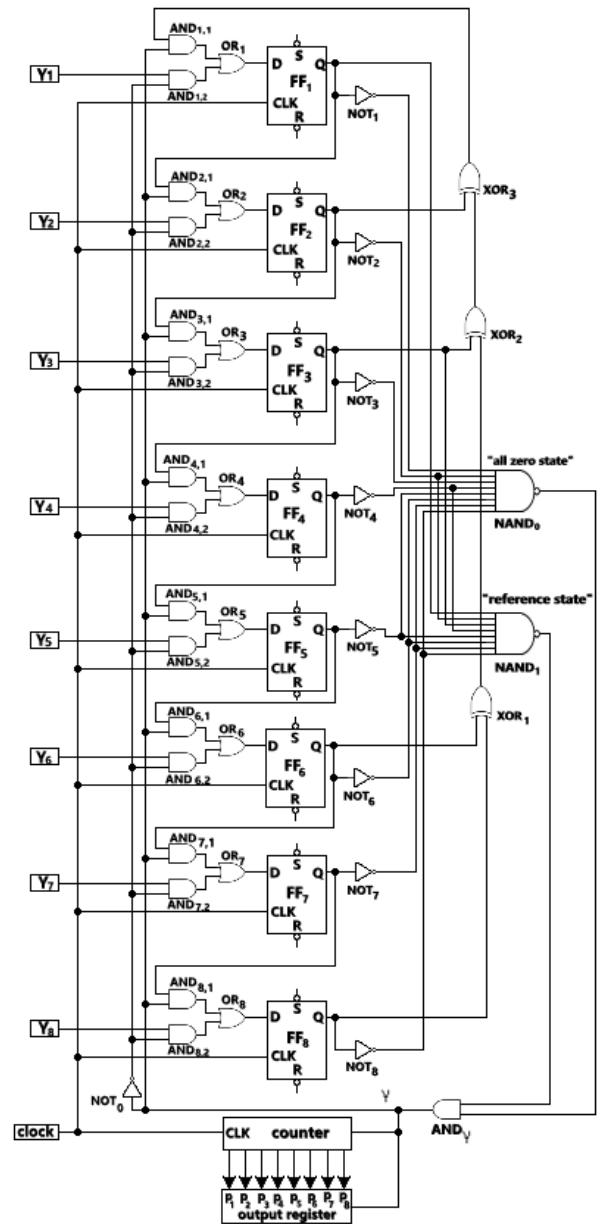 AND1,1
OR1
S
Y1
D
Q
FF1
AND1,2
CLK
R
NOT1
AND2,1
OR2
S
XOR3
Y2
D
Q
FF2
AND2,2
CLK
R
NOT2
AND3,1
OR3
S
XOR2
Y3
D
Q
FF3
AND3,2
CLK
R
NOT3
AND4,1
OR4
S
"all zero state"
Y4
D
Q
FF4
NOT4
NAND0
AND4,2
CLK
R
AND5,1
OR5
S
"reference state"
Y5
D
Q
FF5
NOT5
NAND1
AND5,2
CLK
R
AND6,1
OR6
S
XOR1
Y6
D
Q
FF6
AND6,2
CLK
R
NOT6
AND7,1
OR7
S
Y7
D
Q
FF7
NOT7
AND7,2
CLK
R
AND8,1
OR8
S
Y8
D
Q
FF8
AND8,2
CLK
R
NOT8
NOT0
γ
ANDγ
clock
CLK counter
P1 P2 P3 P4 P5 P6 P7 P8
output register